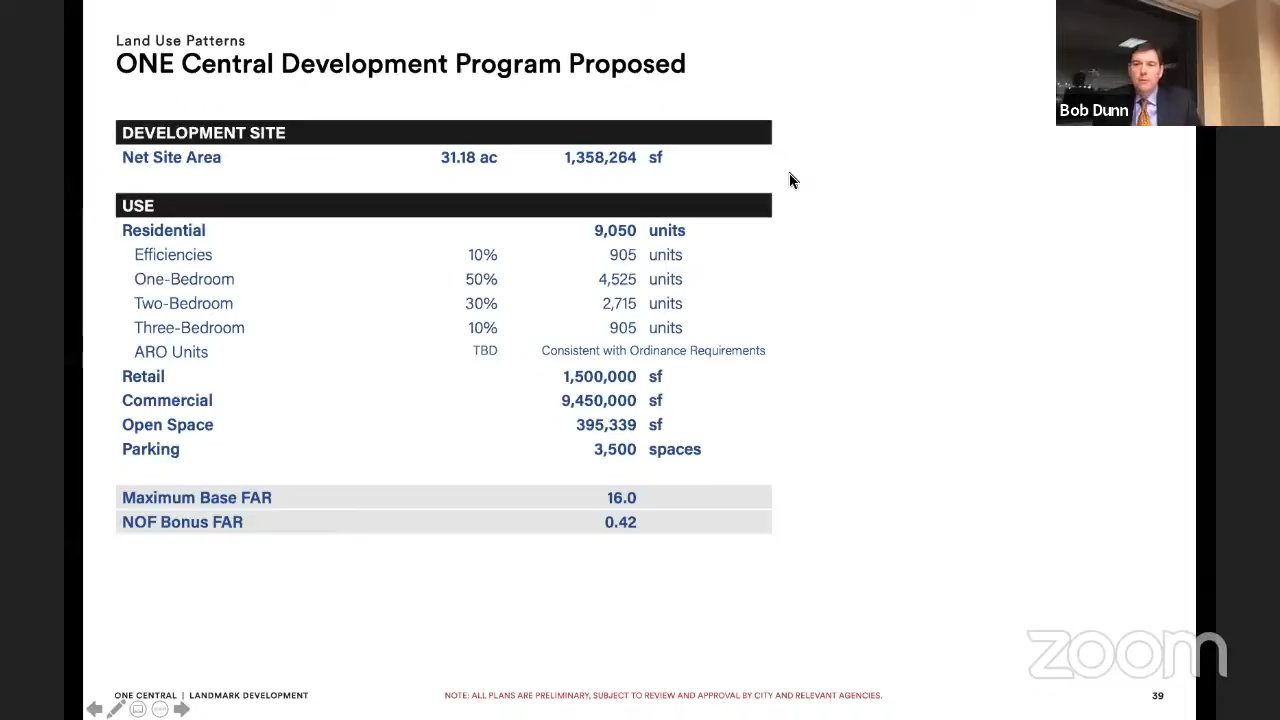 Land Use Patterns
ONE Central Development Program Proposed
Bob Dunn
DEVELOPMENT SITE
Net Site Area 31.18 ac 1,358,264 sf
USE
Residential 9,050 units
Efficiencies 10% 905 units
One-Bedroom 50% 4,525 units
Two-Bedroom 30% 2,715 units
Three-Bedroom 10% 905 units
ARO Units TBD Consistent with Ordinance Requirements
Retail 1,500,000 sf
Commercial 9,450,000 sf
Open Space 395,339 sf
Parking 3,500 spaces
Maximum Base FAR 16.0
NOF Bonus FAR 0.42
zoom
ONE CENTRAL | LANDMARK DEVELOPMENT NOTE: ALL PLANS ARE PRELIMINARY, SUBJECT TO REVIEW AND APPROVAL BY CITY AND RELEVANT AGENCIES. 39